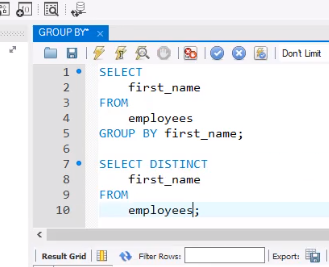 GROUP BY*
Don't Limit
1 SELECT
2 first_name
3 FROM
4 employees
5 GROUP BY first_name;
6
7 SELECT DISTINCT
8 first_name
9 FROM
10 employees;
Result Grid Filter Rows: Export: